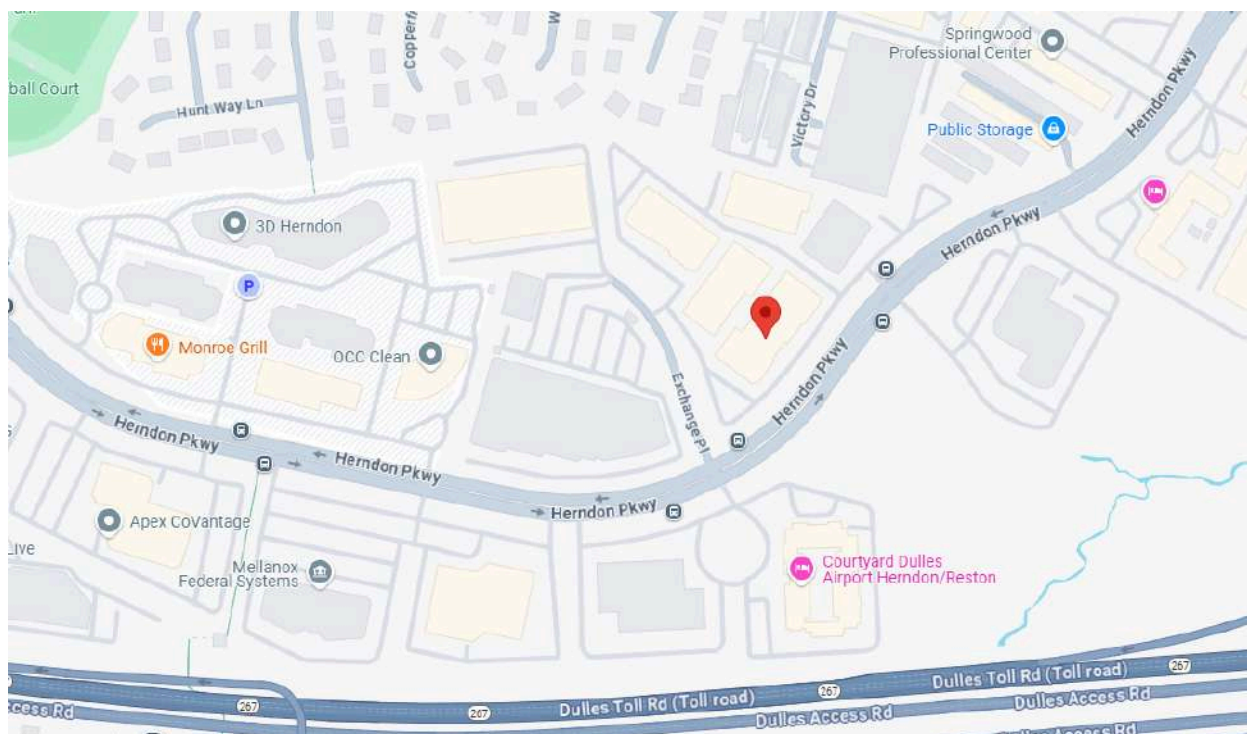 Springwood
Professional Center
Copperfa
Victory Dr
Herndon Pkwy
ball Court
Hunt Way Ln
Public Storage
3D Herndon
Herndon Pkwy
P
Monroe Grill
OCC Clean
Exchange Pl
Herndon Pkwy
Herndon Pkwy
Herndon Pkwy
Herndon Pkwy
Apex CoVantage
Live
Mellanox
Federal Systems
Courtyard Dulles
Airport Herndon/Reston
Dulles Toll Rd (Toll road)
267
267
267
267
Dulles Toll Rd (Toll road)
Dulles Access Rd
Dulles Access Rd
ccess Rd
Dulles Access Rd